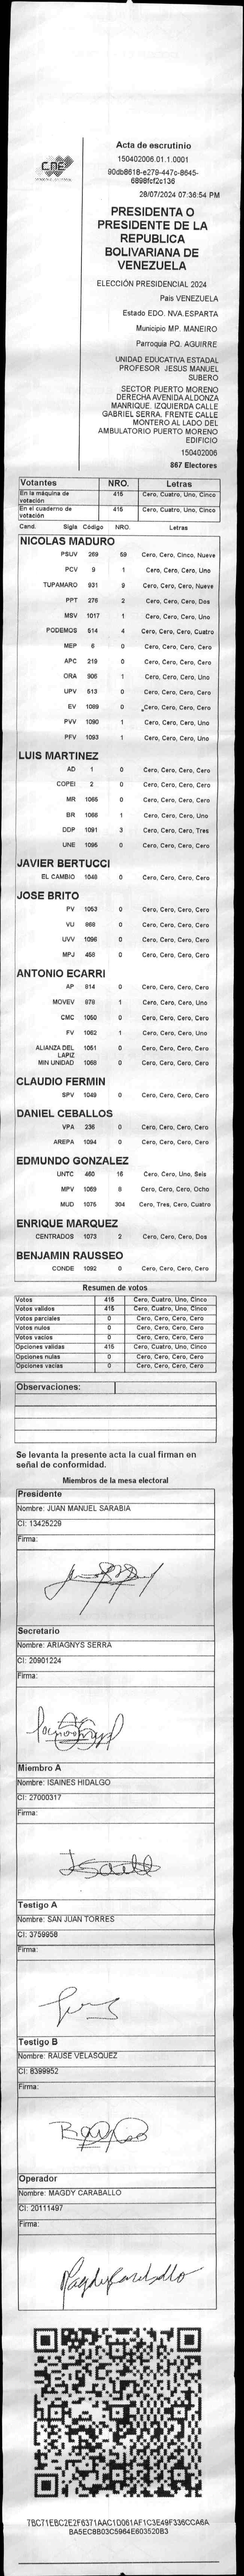 CNE
Acta de escrutinio
150402006.01.1.0001
90db8618-e279-447c-8645-
6898fcf2c136
28/07/2024 07:36:54 PM
PRESIDENTA O
PRESIDENTE DE LA
REPUBLICA
BOLIVARIANA DE
VENEZUELA
ELECCIÓN PRESIDENCIAL 2024
País VENEZUELA
Estado EDO. NVA.ESPARTA
Municipio MP. MANEIRO
Parroquia PQ. AGUIRRE
UNIDAD EDUCATIVA ESTADAL
PROFESOR JESUS MANUEL
SUBERO
SECTOR PUERTO MORENO
DERECHA AVENIDA ALDONZA
MANRIQUE. IZQUIERDA CALLE
GABRIEL SERRA. FRENTE CALLE
MONTERO AL LADO DEL
AMBULATORIO PUERTO MORENO
EDIFICIO
150402006
867 Electores
Votantes NRO. Letras
En la máquina de votación 415 Cero, Cuatro, Uno, Cinco
En el cuaderno de votación 415 Cero, Cuatro, Uno, Cinco
Cand. Sigla Código NRO. Letras
NICOLAS MADURO
PSUV 269 59 Cero, Cero, Cinco, Nueve
PCV 9 1 Cero, Cero, Cero, Uno
TUPAMARO 931 9 Cero, Cero, Cero, Nueve
PPT 276 2 Cero, Cero, Cero, Dos
MSV 1017 1 Cero, Cero, Cero, Uno
PODEMOS 514 4 Cero, Cero, Cero, Cuatro
MEP 6 0 Cero, Cero, Cero, Cero
APC 219 0 Cero, Cero, Cero, Cero
ORA 906 1 Cero, Cero, Cero, Uno
UPV 513 0 Cero, Cero, Cero, Cero
EV 1089 0 Cero, Cero, Cero, Cero
PVV 1090 1 Cero, Cero, Cero, Uno
PFV 1093 1 Cero, Cero, Cero, Uno
LUIS MARTINEZ
AD 1 0 Cero, Cero, Cero, Cero
COPEI 2 0 Cero, Cero, Cero, Cero
MR 1065 0 Cero, Cero, Cero, Cero
BR 1068 1 Cero, Cero, Cero, Uno
DDP 1091 3 Cero, Cero, Cero, Tres
UNE 1095 0 Cero, Cero, Cero, Cero
JAVIER BERTUCCI
EL CAMBIO 1046 0 Cero, Cero, Cero, Cero
JOSE BRITO
PV 1053 0 Cero, Cero, Cero, Cero
VU 868 0 Cero, Cero, Cero, Cero
UVV 1096 0 Cero, Cero, Cero, Cero
MPJ 456 0 Cero, Cero, Cero, Cero
ANTONIO ECARRI
AP 814 0 Cero, Cero, Cero, Cero
MOVEV 878 1 Cero, Cero, Cero, Uno
CMC 1050 0 Cero, Cero, Cero, Cero
FV 1062 1 Cero, Cero, Cero, Uno
ALIANZA DEL LAPIZ 1051 0 Cero, Cero, Cero, Cero
MIN UNIDAD 1066 0 Cero, Cero, Cero, Cero
CLAUDIO FERMIN
SPV 1049 0 Cero, Cero, Cero, Cero
DANIEL CEBALLOS
VPA 236 0 Cero, Cero, Cero, Cero
AREPA 1094 0 Cero, Cero, Cero, Cero
EDMUNDO GONZALEZ
UNTC 460 16 Cero, Cero, Uno, Seis
MPV 1069 8 Cero, Cero, Cero, Ocho
MUD 1075 304 Cero, Tres, Cero, Cuatro
ENRIQUE MARQUEZ
CENTRADOS 1073 2 Cero, Cero, Cero, Dos
BENJAMIN RAUSSEO
CONDE 1092 0 Cero, Cero, Cero, Cero
Resumen de votos
Votos 415 Cero, Cuatro, Uno, Cinco
Votos validos 415 Cero, Cuatro, Uno, Cinco
Votos parciales 0 Cero, Cero, Cero, Cero
Votos nulos 0 Cero, Cero, Cero, Cero
Votos vacíos 0 Cero, Cero, Cero, Cero
Opciones validas 415 Cero, Cuatro, Uno, Cinco
Opciones nulas 0 Cero, Cero, Cero, Cero
Opciones vacías 0 Cero, Cero, Cero, Cero
Observaciones:
Se levanta la presente acta la cual firman en
señal de conformidad.
Miembros de la mesa electoral
Presidente
Nombre: JUAN MANUEL SARABIA
CI: 13425229
Firma:
Secretario
Nombre: ARIAGNYS SERRA
CI: 20901224
Firma:
Miembro A
Nombre: ISAINES HIDALGO
CI: 27000317
Firma:
Testigo A
Nombre: SAN JUAN TORRES
CI: 3759958
Firma:
Testigo B
Nombre: RAUSE VELASQUEZ
CI: 8399952
Firma:
Operador
Nombre: MAGDY CARABALLO
CI: 20111497
Firma:
Magdy Caraballo
7BC71EBC2E2F6371AAC1D061AF1C3E49F336CCA6A
BA5EC8B03C5964E603520B3